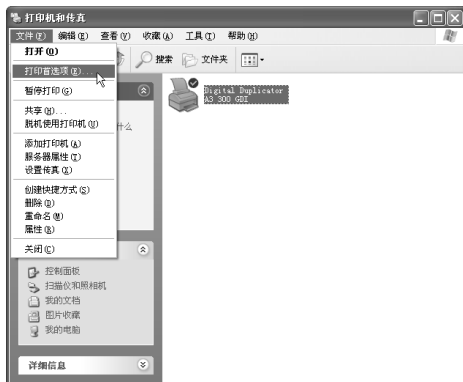 打印机和传真
文件(F) 编辑(E) 查看(V) 收藏(A) 工具(T) 帮助(H)
打开(O)
打印首选项(E)...
暂停打印(G)
共享(H)...
脱机使用打印机(U)
添加打印机(A)
服务器属性(T)
设置传真(X)
创建快捷方式(S)
删除(D)
重命名(M)
属性(R)
关闭(C)
搜索 文件夹
Digital Duplicator
A3 300 GDI
什么
控制面板
扫描仪和照相机
我的文档
图片收藏
我的电脑
详细信息